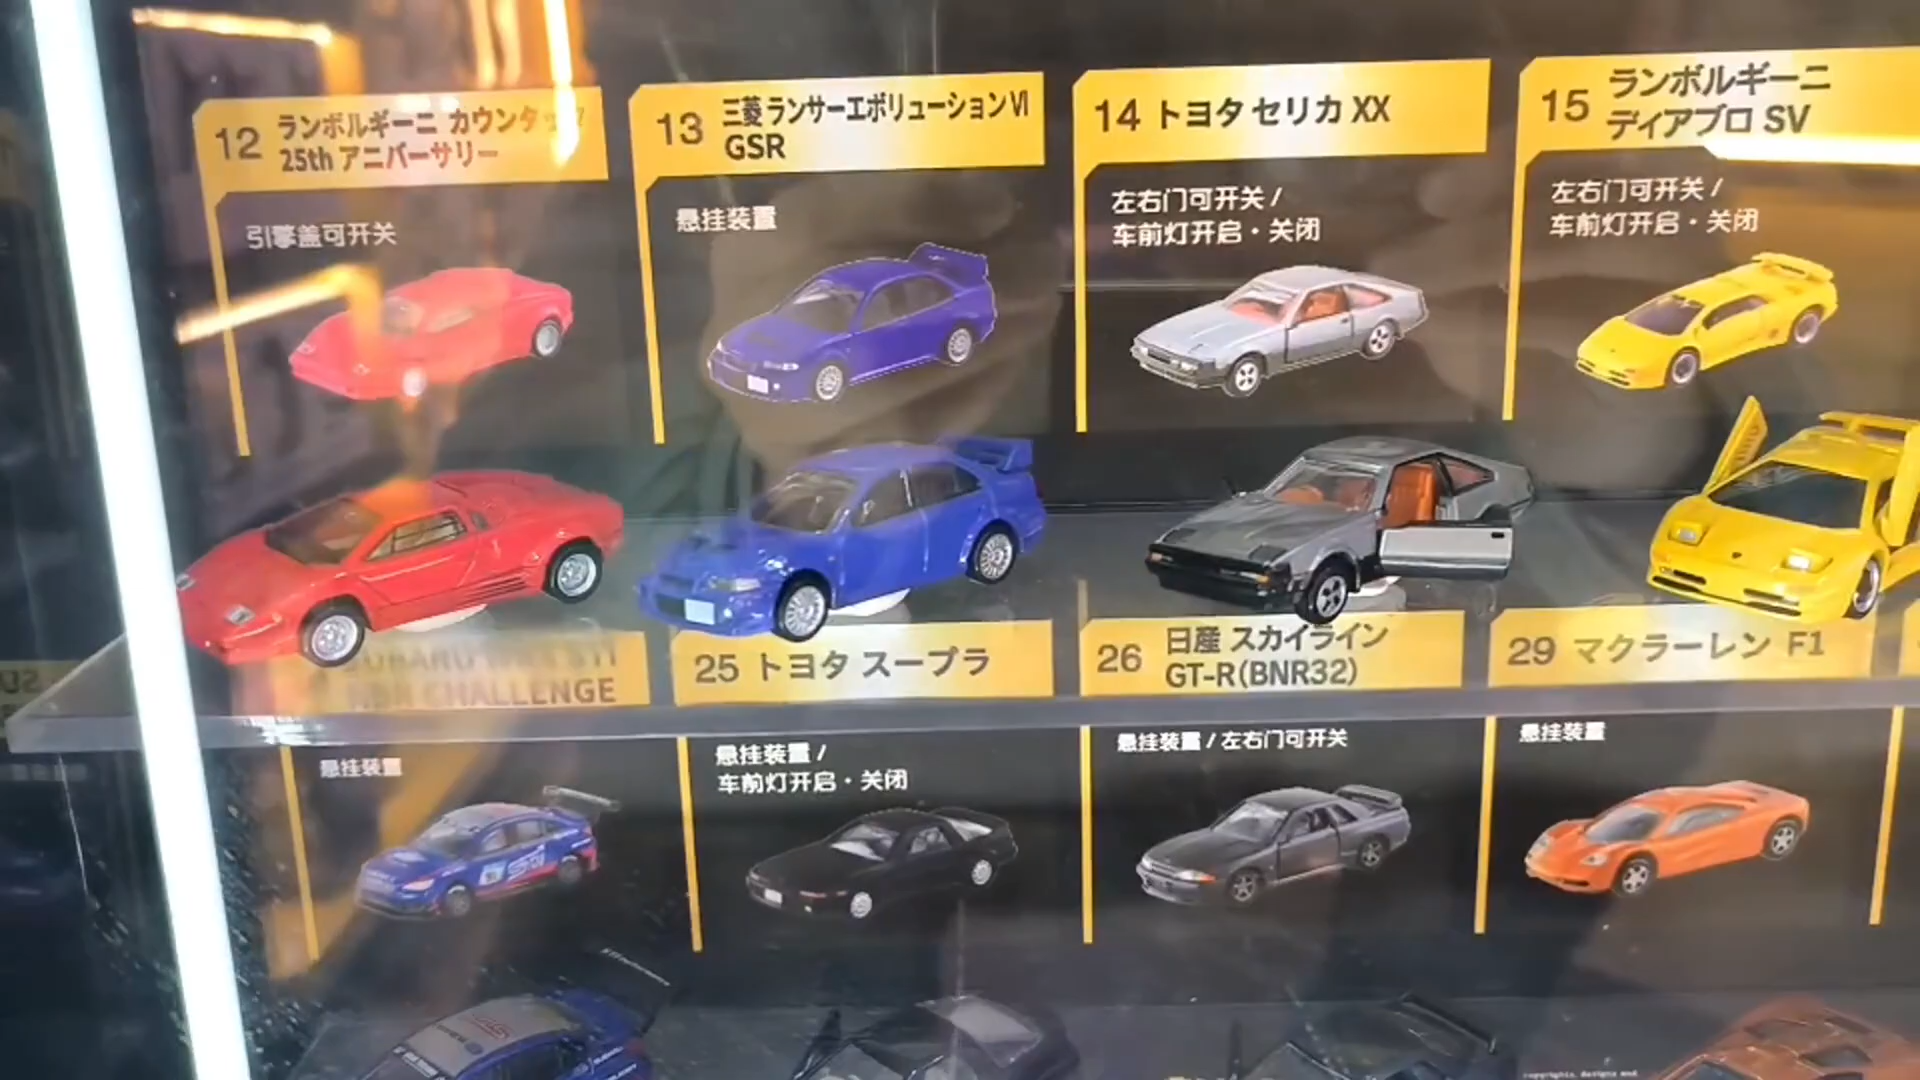 12 ランボルギーニ カウンタ
25th アニバーサリー
引擎盖可开关
13 三菱 ランサーエボリューションVI
GSR
悬挂装置
14 トヨタ セリカ XX
左右门可开关 /
车前灯开启・关闭
15 ランボルギーニ
ディアブロ SV
左右门可开关 /
车前灯开启・关闭
CHALLENGE
悬挂装置
25 トヨタ スープラ
悬挂装置 /
车前灯开启・关闭
26 日産 スカイライン
GT-R(BNR32)
悬挂装置 / 左右门可开关
29 マクラーレン F1
悬挂装置
copyrights, designs and